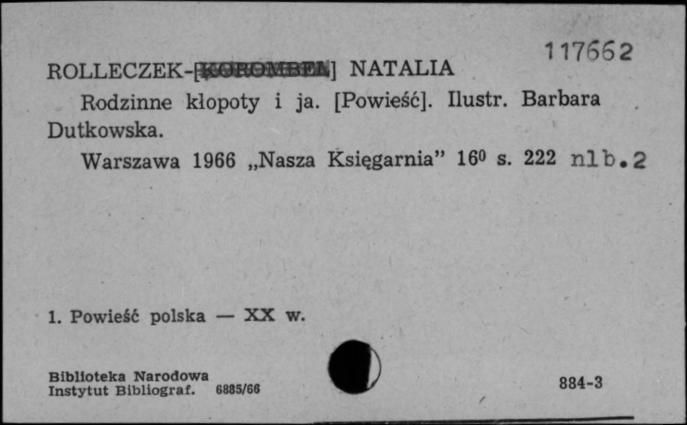 117662
ROLLECZEK-[KOROMBEL] NATALIA
Rodzinne kłopoty i ja. [Powieść]. Ilustr. Barbara
Dutkowska.
Warszawa 1966 „Nasza Księgarnia” 16⁰ s. 222 nlb.2
1. Powieść polska — XX w.
Biblioteka Narodowa
Instytut Bibliograf. 6885/66
884-3